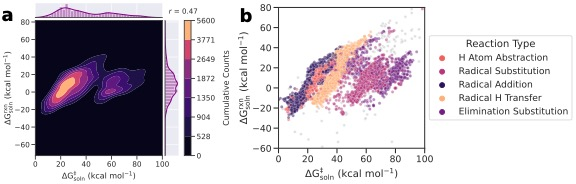 a
r = 0.47
80
60
40
20
0
−20
−40
−60
ΔG^{rxn}_{soln} (kcal mol⁻¹)
0 20 40 60 80 100
ΔG^{‡}_{soln} (kcal mol⁻¹)
5600
3771
2649
1872
1350
904
528
0
Cumulative Counts
b
80
60
40
20
0
−20
−40
−60
ΔG^{rxn}_{soln} (kcal mol⁻¹)
0 20 40 60 80 100
ΔG^{‡}_{soln} (kcal mol⁻¹)
Reaction Type
H Atom Abstraction
Radical Substitution
Radical Addition
Radical H Transfer
Elimination Substitution